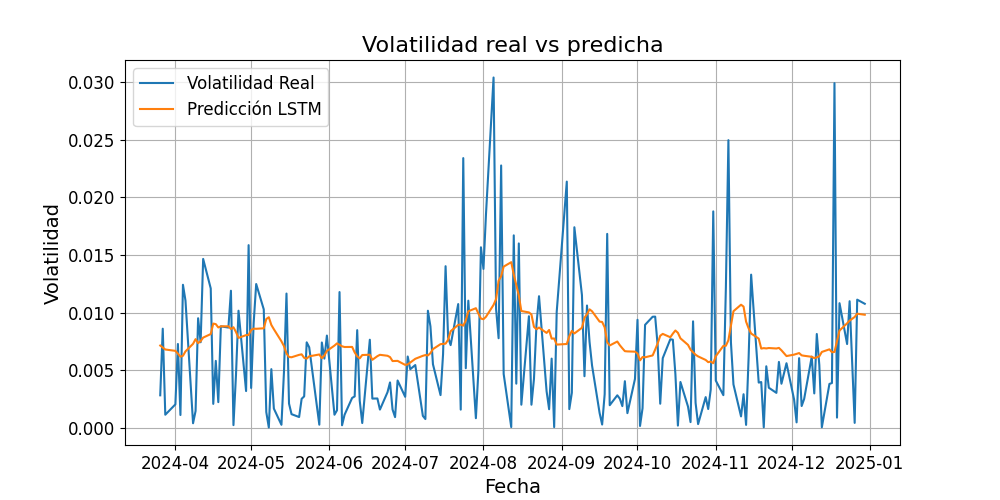 Volatilidad real vs predicha
Volatilidad Real
Predicción LSTM
Volatilidad
0.030
0.025
0.020
0.015
0.010
0.005
0.000
2024-04 2024-05 2024-06 2024-07 2024-08 2024-09 2024-10 2024-11 2024-12 2025-01
Fecha